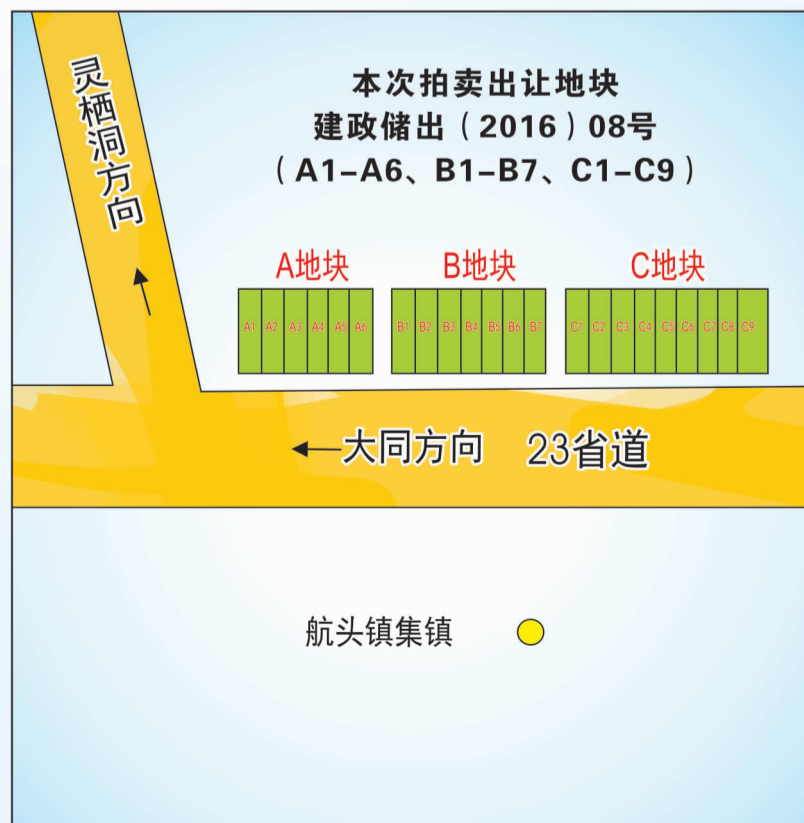 本次拍卖出让地块
建政储出（2016）08号
（A1-A6、B1-B7、C1-C9）
灵栖洞方向
A地块 B地块 C地块
A1 A2 A3 A4 A5 A6 B1 B2 B3 B4 B5 B6 B7 C1 C2 C3 C4 C5 C6 C7 C8 C9
大同方向 23省道
航头镇集镇